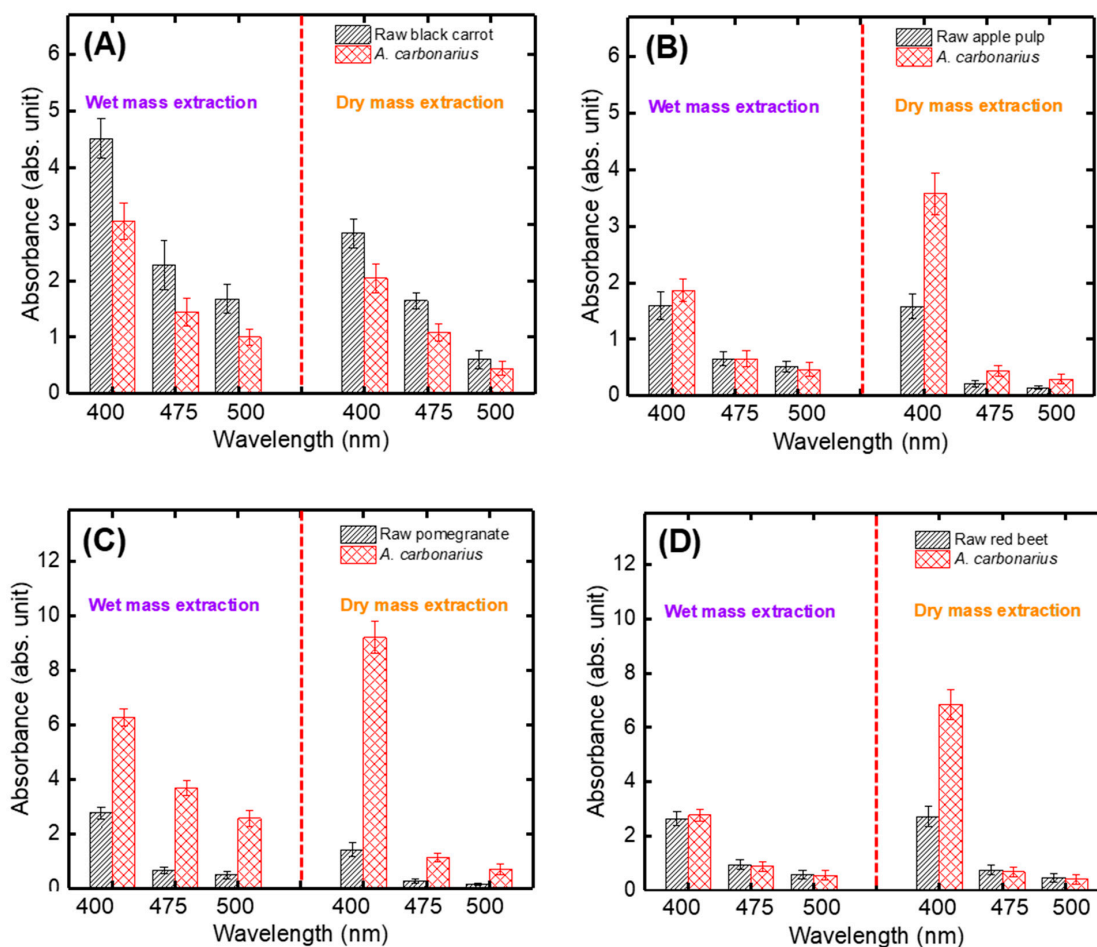 (A)
Raw black carrot
A. carbonarius
Wet mass extraction
Dry mass extraction
6
5
4
3
2
1
0
Absorbance (abs. unit)
400 475 500 400 475 500
Wavelength (nm)
(B)
Raw apple pulp
A. carbonarius
Wet mass extraction
Dry mass extraction
6
5
4
3
2
1
0
Absorbance (abs. unit)
400 475 500 400 475 500
Wavelength (nm)
(C)
Raw pomegranate
A. carbonarius
Wet mass extraction
Dry mass extraction
12
10
8
6
4
2
0
Absorbance (abs. unit)
400 475 500 400 475 500
Wavelength (nm)
(D)
Raw red beet
A. carbonarius
Wet mass extraction
Dry mass extraction
12
10
8
6
4
2
0
Absorbance (abs. unit)
400 475 500 400 475 500
Wavelength (nm)